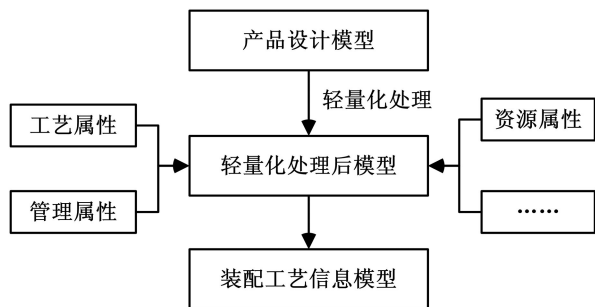 产品设计模型
轻量化处理
工艺属性
资源属性
轻量化处理后模型
管理属性
……
装配工艺信息模型